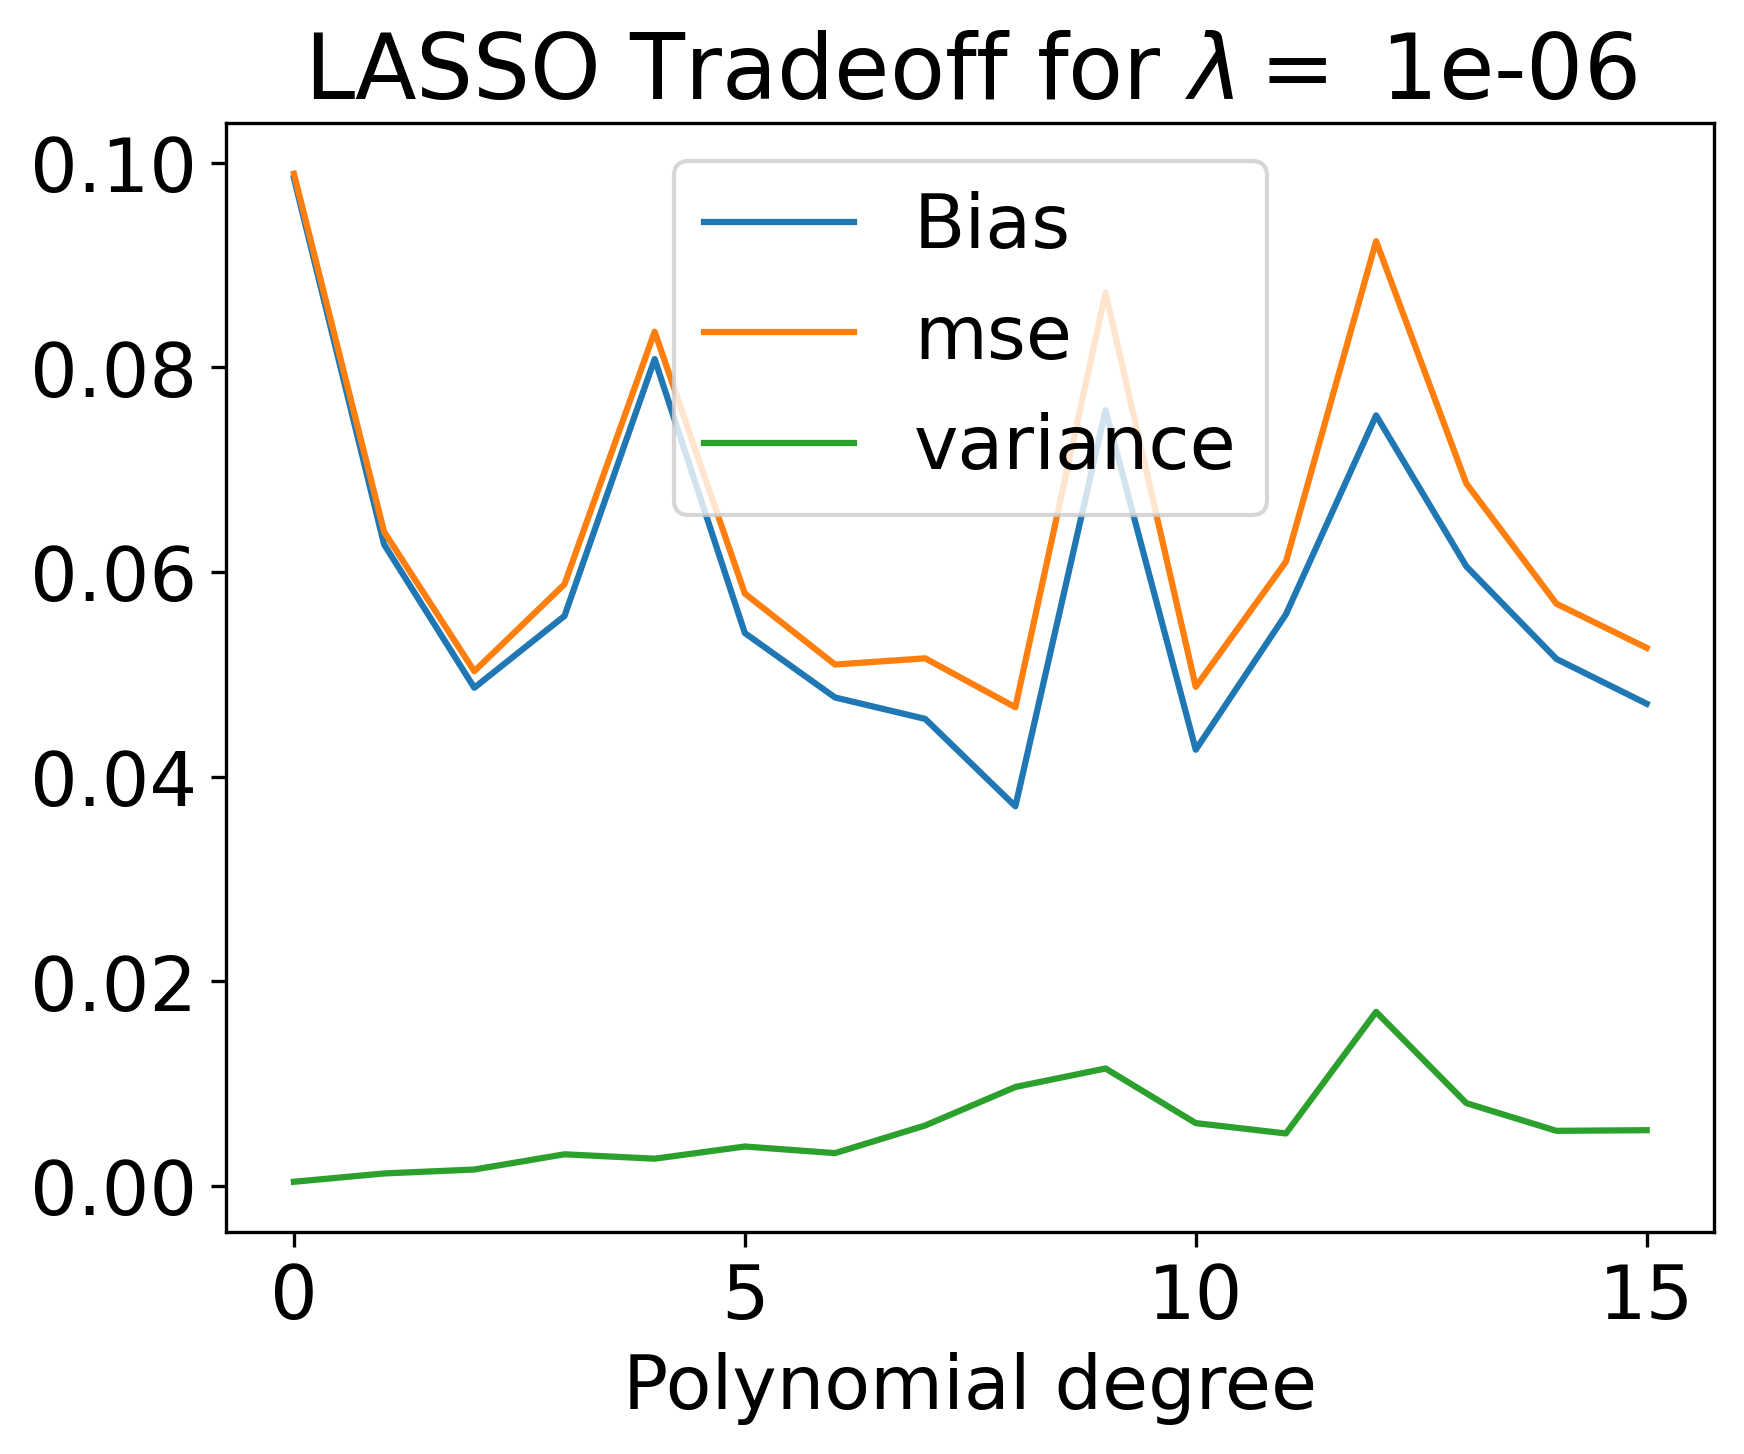 LASSO Tradeoff for λ = 1e-06
0.10
0.08
0.06
0.04
0.02
0.00
Bias
mse
variance
0 5 10 15
Polynomial degree